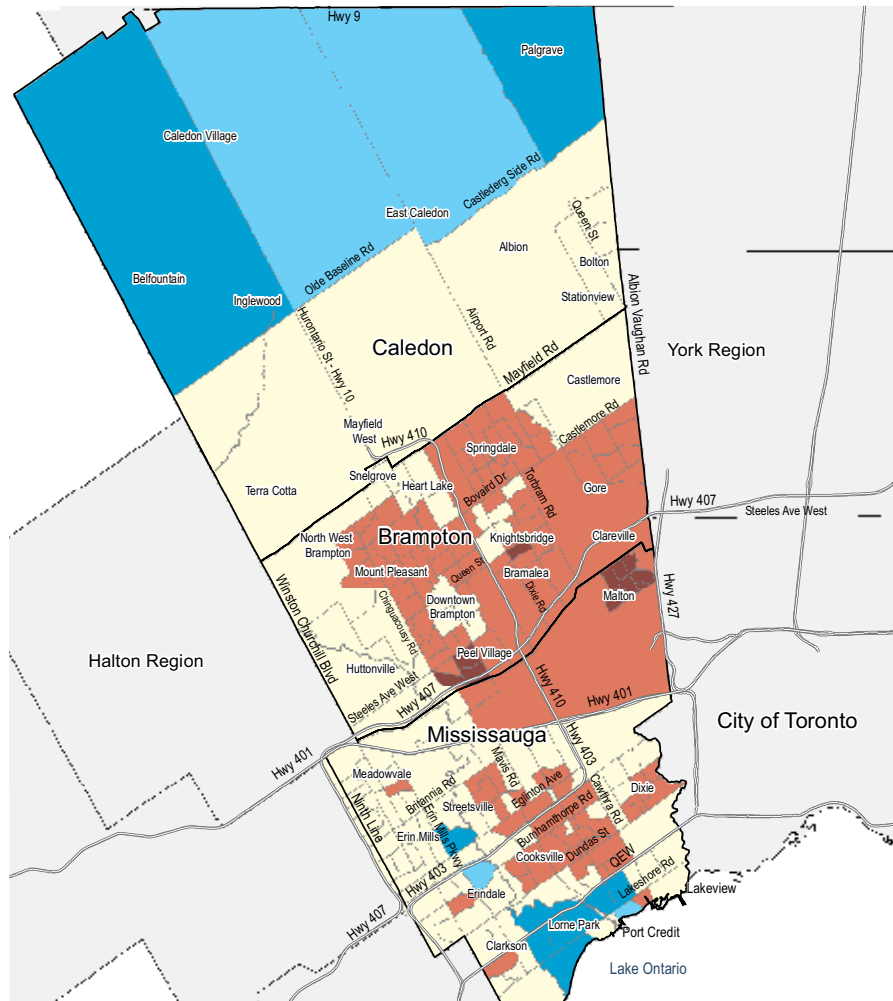 Hwy 9
Palgrave
Caledon Village
Castlederg Side Rd
East Caledon
Queen St.
Albion
Olde Baseline Rd
Bolton
Belfountain
Inglewood
Stationview
Albion Vaughan Rd
Hurontario St - Hwy 10
Airport Rd
Caledon
York Region
Mayfield Rd
Castlemore
Mayfield
West
Hwy 410
Castlemore Rd
Springdale
Snelgrove
Heart Lake
Bovaird Dr
Torbram Rd
Terra Cotta
Gore
Hwy 407
Steeles Ave West
North West
Brampton
Brampton
Knightsbridge
Clareville
Mount Pleasant
Queen St
Bramalea
Winston Churchill Blvd
Chinguacousy Rd
Downtown
Brampton
Dixie Rd
Malton
Hwy 427
Halton Region
Huttonville
Peel Village
Steeles Ave West
Hwy 407
Hwy 410
Hwy 401
City of Toronto
Mississauga
Hwy 401
Hwy 403
Meadowvale
Mavis Rd
Britannia Rd
Eglinton Ave
Cawthra Rd
Dixie
Ninth Line
Streetsville
Erin Mills Pkwy
Burnhamthorpe Rd
Erin Mills
Cooksville
Dundas St
QEW
Hwy 403
Erindale
Lakeshore Rd
Lakeview
Hwy 407
Lorne Park
Port Credit
Clarkson
Lake Ontario